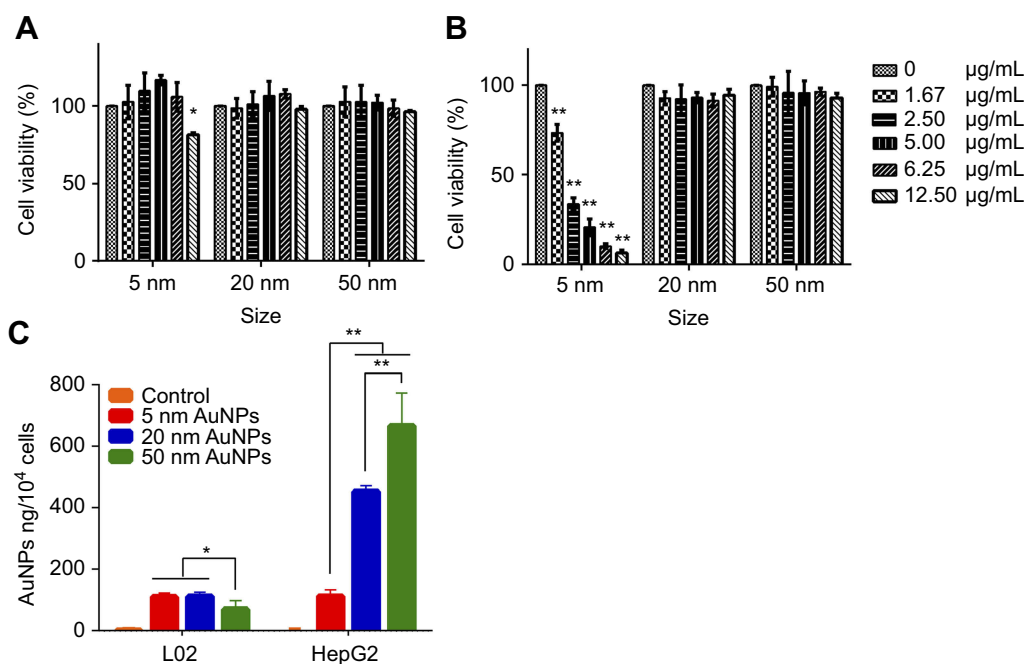 A
Cell viability (%)
100
50
0
*
5 nm 20 nm 50 nm
Size
B
Cell viability (%)
100
50
0
**
**
**
**
**
5 nm 20 nm 50 nm
Size
0 µg/mL
1.67 µg/mL
2.50 µg/mL
5.00 µg/mL
6.25 µg/mL
12.50 µg/mL
C
AuNPs ng/10⁴ cells
800
600
400
200
0
Control
5 nm AuNPs
20 nm AuNPs
50 nm AuNPs
*
**
**
L02 HepG2